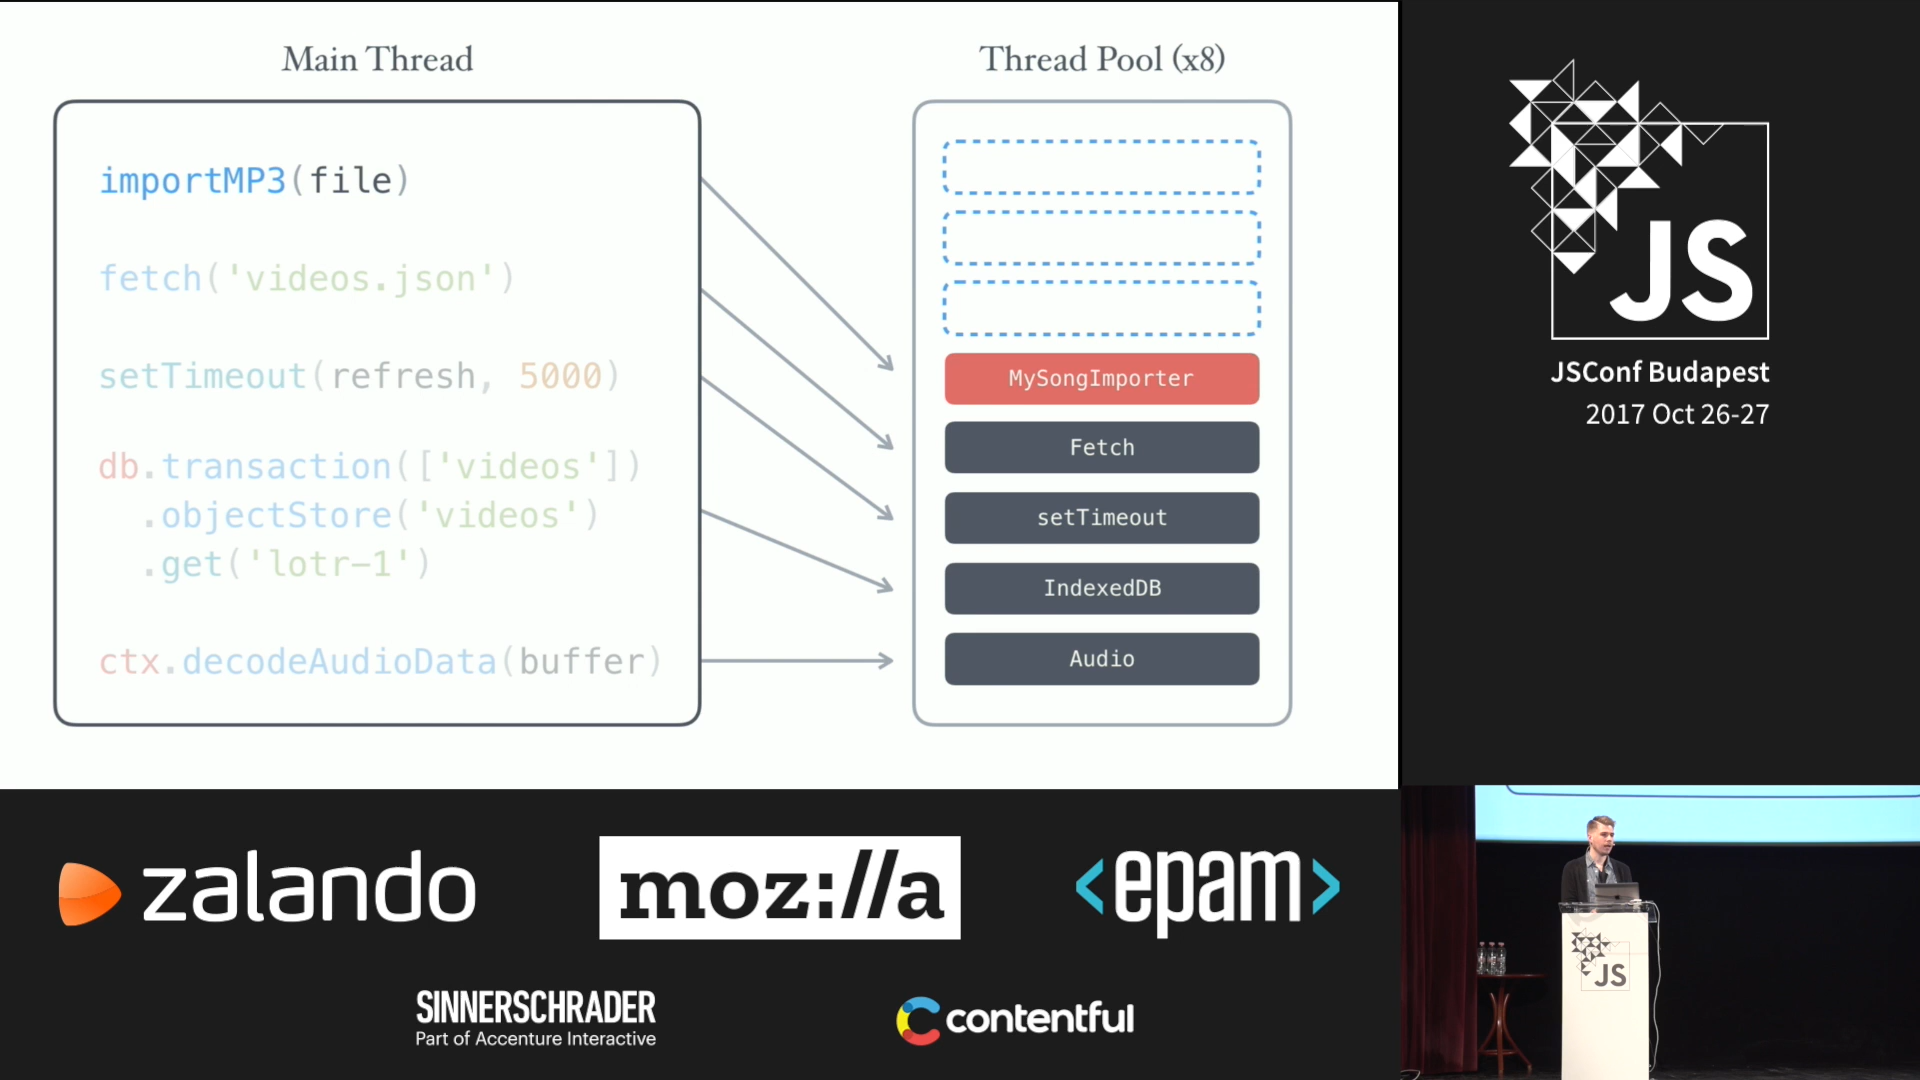 Main Thread
importMP3(file)
fetch('videos.json')
setTimeout(refresh, 5000)
db.transaction(['videos'])
.objectStore('videos')
.get('lotr-1')
ctx.decodeAudioData(buffer)
Thread Pool (x8)
MySongImporter
Fetch
setTimeout
IndexedDB
Audio
JS
JSConf Budapest
2017 Oct 26-27
zalando
moz://a
<epam>
SINNERSCHRADER
Part of Accenture Interactive
contentful
JS